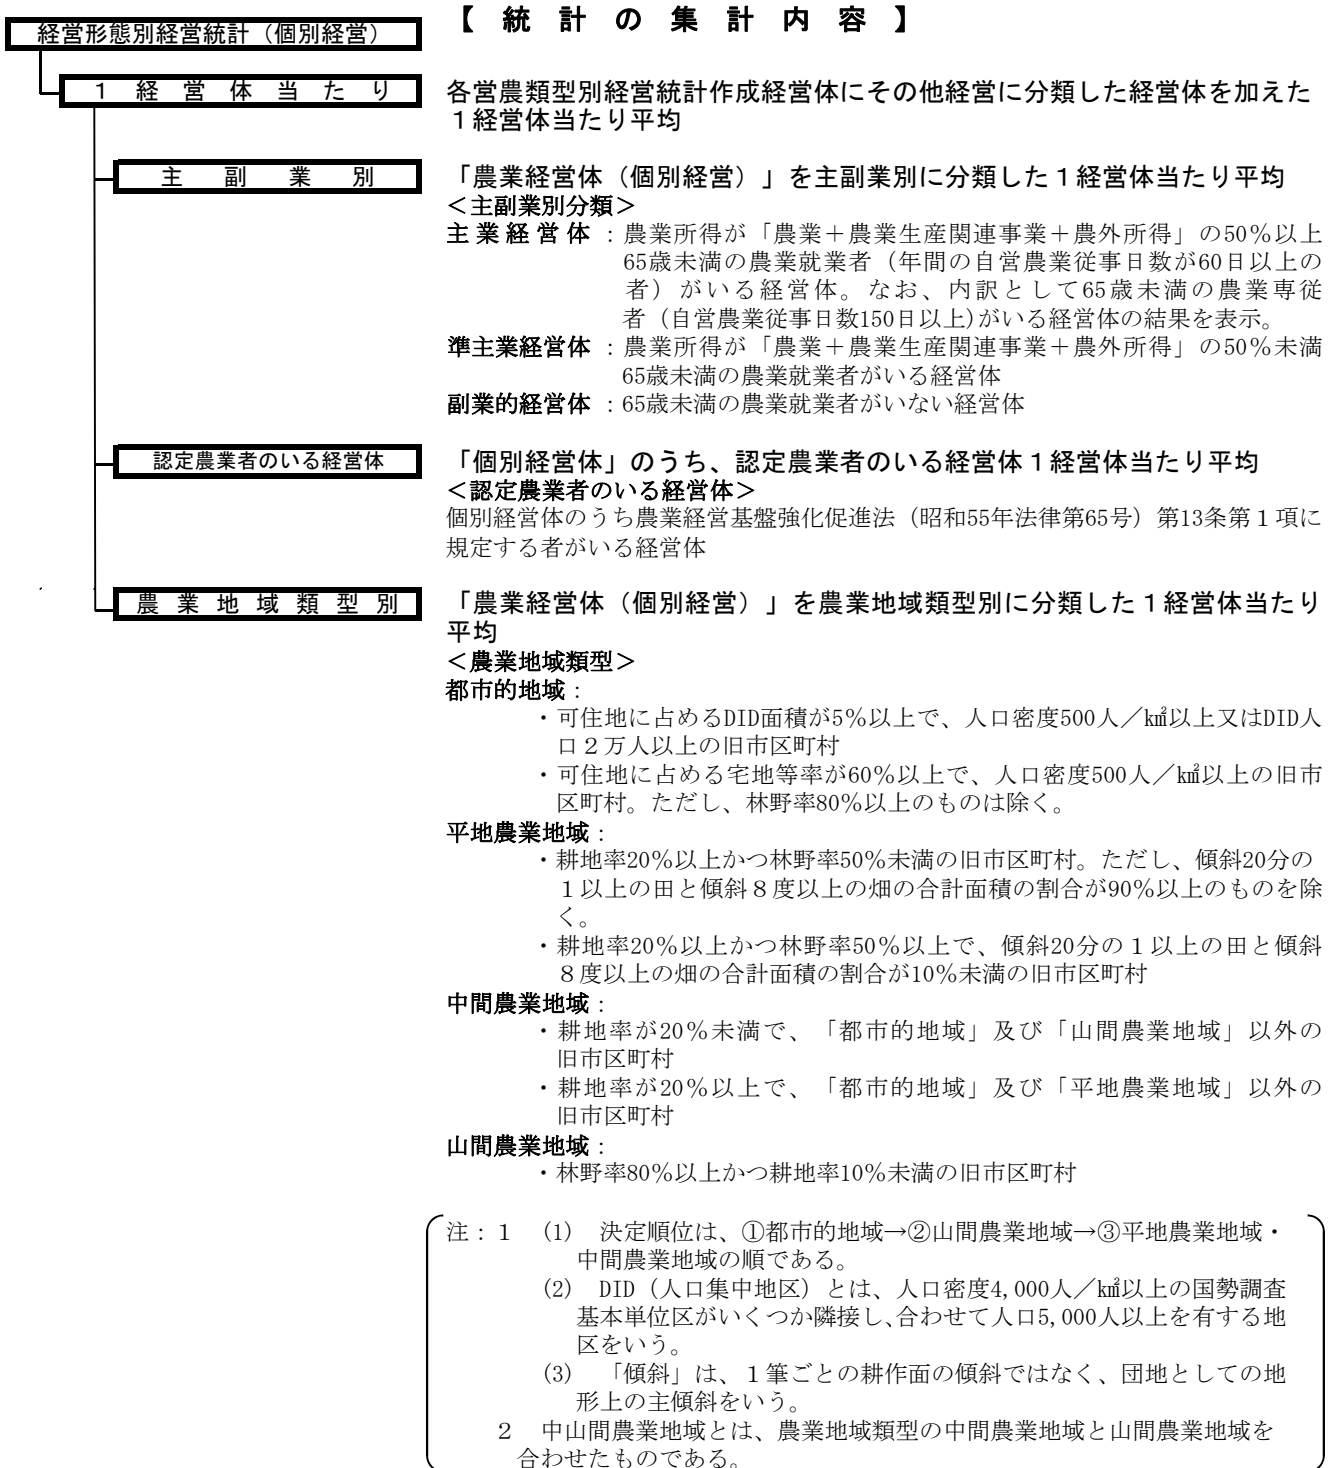 【統計の集計内容】
経営形態別経営統計（個別経営）
１経営体当たり
各営農類型別経営統計作成経営体にその他経営に分類した経営体を加えた
１経営体当たり平均
主副業別
「農業経営体（個別経営）」を主副業別に分類した１経営体当たり平均
＜主副業別分類＞
主業経営体：農業所得が「農業＋農業生産関連事業＋農外所得」の50％以上
65歳未満の農業就業者（年間の自営農業従事日数が60日以上の
者）がいる経営体。なお、内訳として65歳未満の農業専従
者（自営農業従事日数150日以上)がいる経営体の結果を表示。
準主業経営体：農業所得が「農業＋農業生産関連事業＋農外所得」の50％未満
65歳未満の農業就業者がいる経営体
副業的経営体：65歳未満の農業就業者がいない経営体
認定農業者のいる経営体
「個別経営体」のうち、認定農業者のいる経営体１経営体当たり平均
＜認定農業者のいる経営体＞
個別経営体のうち農業経営基盤強化促進法（昭和55年法律第65号）第13条第１項に
規定する者がいる経営体
農業地域類型別
「農業経営体（個別経営）」を農業地域類型別に分類した１経営体当たり
平均
＜農業地域類型＞
都市的地域：
・可住地に占めるDID面積が5％以上で、人口密度500人／㎢以上又はDID人
口２万人以上の旧市区町村
・可住地に占める宅地等率が60％以上で、人口密度500人／㎢以上の旧市
区町村。ただし、林野率80％以上のものは除く。
平地農業地域：
・耕地率20％以上かつ林野率50％未満の旧市区町村。ただし、傾斜20分の
１以上の田と傾斜８度以上の畑の合計面積の割合が90％以上のものを除
く。
・耕地率20％以上かつ林野率50％以上で、傾斜20分の１以上の田と傾斜
８度以上の畑の合計面積の割合が10％未満の旧市区町村
中間農業地域：
・耕地率が20％未満で、「都市的地域」及び「山間農業地域」以外の
旧市区町村
・耕地率が20％以上で、「都市的地域」及び「平地農業地域」以外の
旧市区町村
山間農業地域：
・林野率80％以上かつ耕地率10％未満の旧市区町村
注：１　(1)　決定順位は、①都市的地域→②山間農業地域→③平地農業地域・
中間農業地域の順である。
(2)　DID（人口集中地区）とは、人口密度4,000人／㎢以上の国勢調査
基本単位区がいくつか隣接し､合わせて人口5,000人以上を有する地
区をいう。
(3)　「傾斜」は、１筆ごとの耕作面の傾斜ではなく、団地としての地
形上の主傾斜をいう。
２　中山間農業地域とは、農業地域類型の中間農業地域と山間農業地域を
合わせたものである。